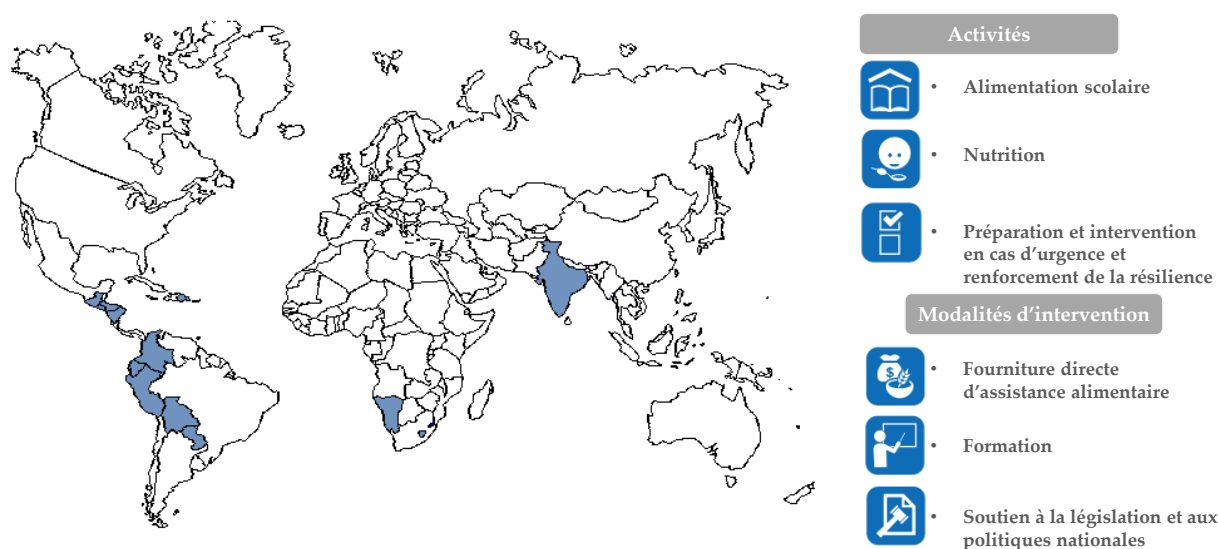 Activités
• Alimentation scolaire
• Nutrition
• Préparation et intervention
en cas d’urgence et
renforcement de la résilience
Modalités d’intervention
$
• Fourniture directe
d’assistance alimentaire
• Formation
• Soutien à la législation et aux
politiques nationales